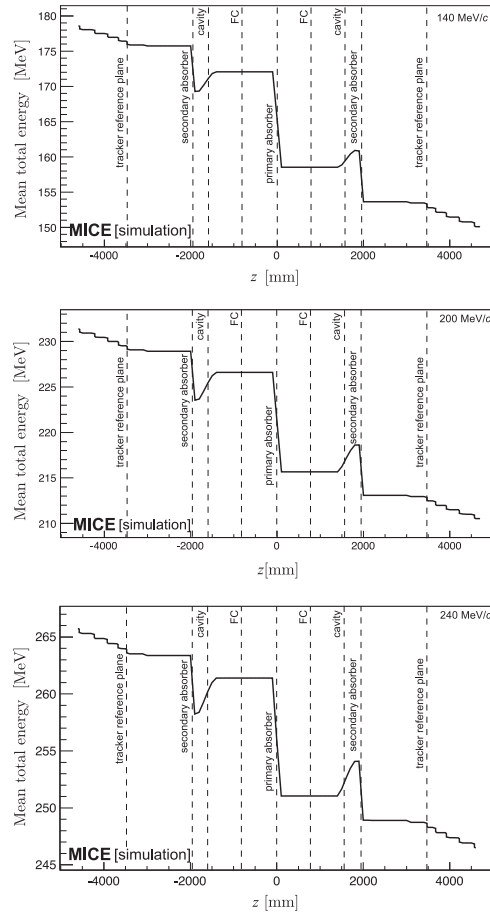 140 MeV/c
Mean total energy [MeV]
180
175
170
165
160
155
150
tracker reference plane
secondary absorber
cavity
FC
primary absorber
FC
cavity
secondary absorber
tracker reference plane
MICE [simulation]
-4000 -2000 0 2000 4000
z [mm]
200 MeV/c
Mean total energy [MeV]
230
225
220
215
210
tracker reference plane
secondary absorber
cavity
FC
primary absorber
FC
cavity
secondary absorber
tracker reference plane
MICE [simulation]
-4000 -2000 0 2000 4000
z[mm]
240 MeV/c
Mean total energy [MeV]
265
260
255
250
245
tracker reference plane
secondary absorber
cavity
FC
primary absorber
FC
cavity
secondary absorber
tracker reference plane
MICE [simulation]
-4000 -2000 0 2000 4000
z [mm]